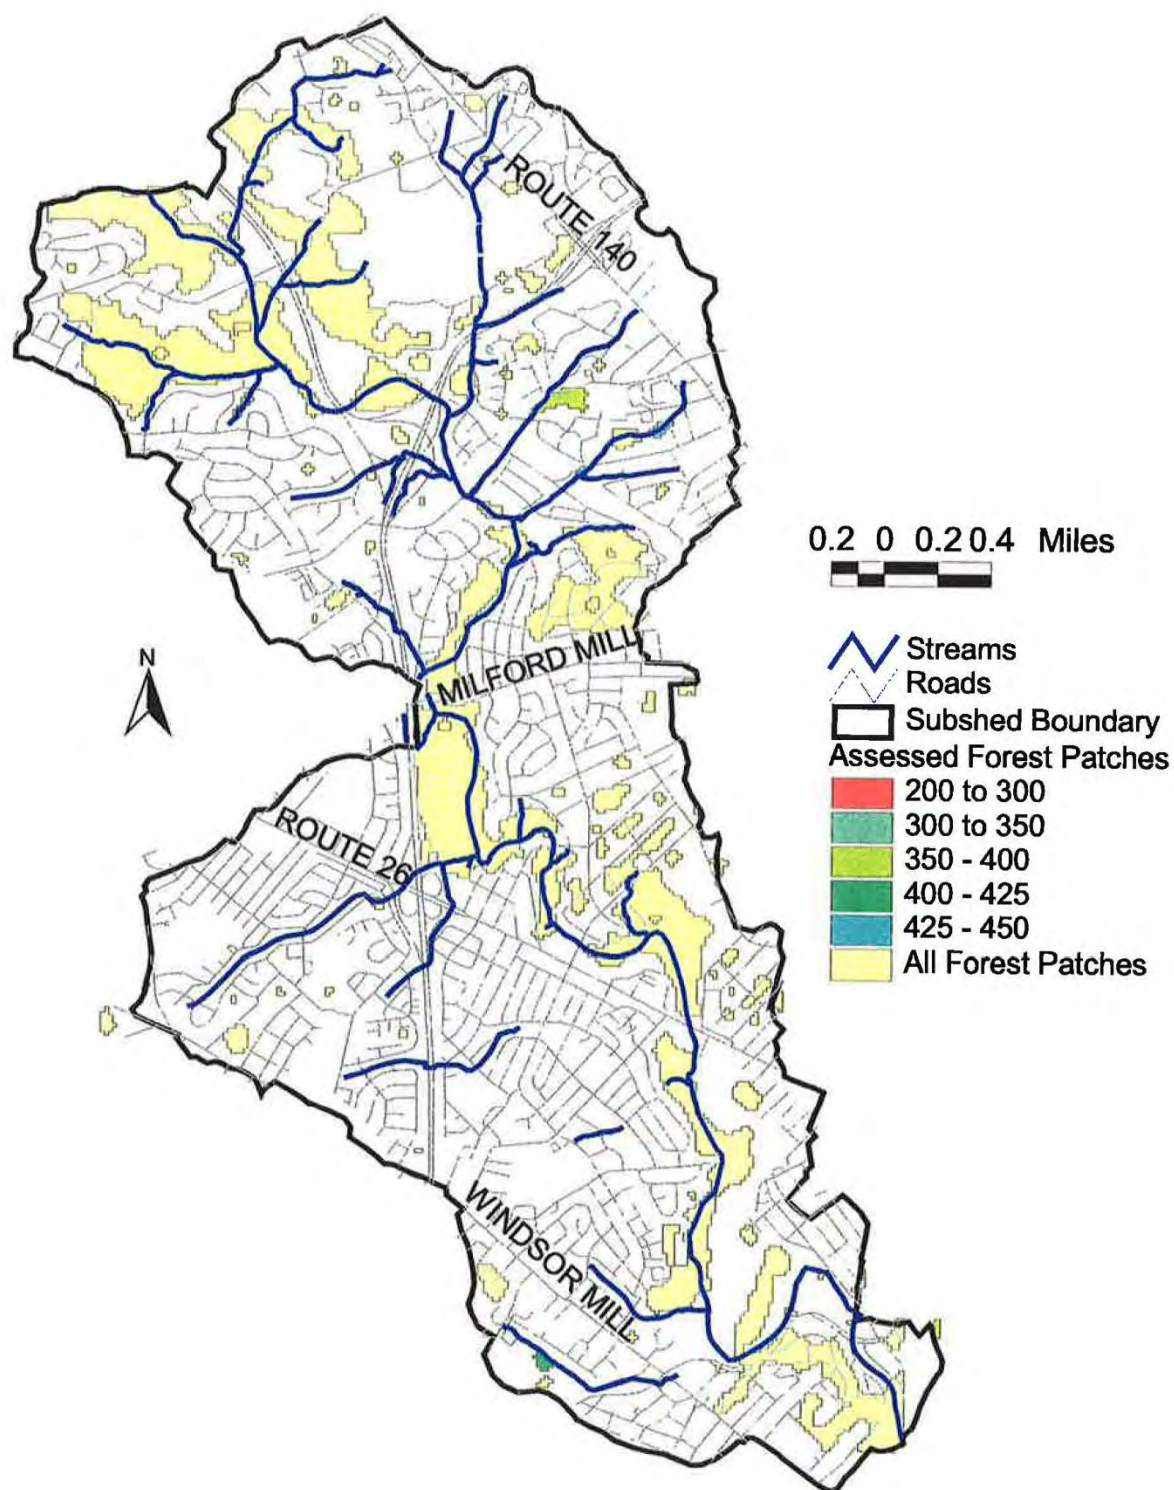 ROUTE 140
0.2 0 0.2 0.4 Miles
Streams
Roads
Subshed Boundary
Assessed Forest Patches
200 to 300
300 to 350
350 - 400
400 - 425
425 - 450
All Forest Patches
N
MILFORD MILL
ROUTE 26
WINDSOR MILL